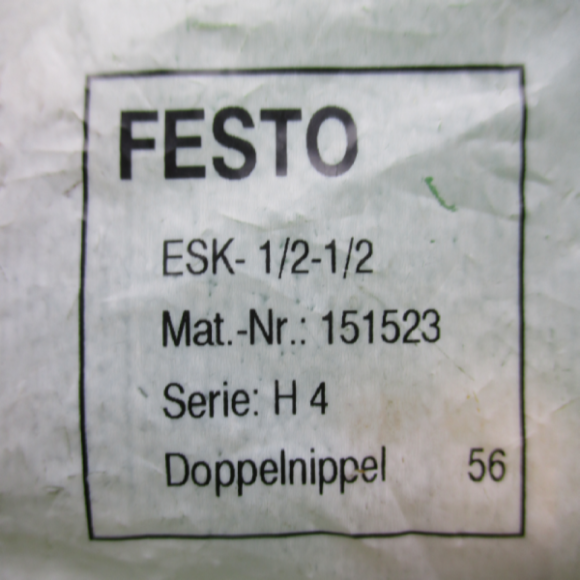 FESTO
ESK- 1/2-1/2
Mat.-Nr.: 151523
Serie: H 4
Doppelnippel 56